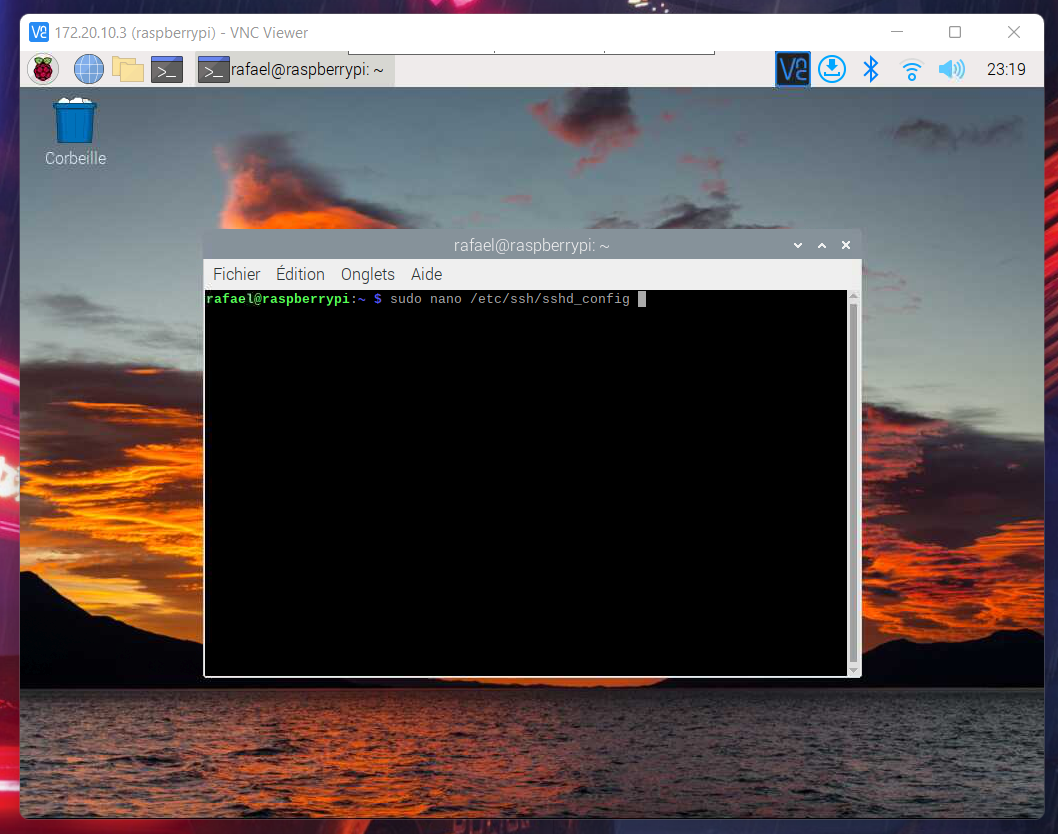 172.20.10.3 (raspberrypi) - VNC Viewer
rafael@raspberrypi: ~
23:19
Corbeille
rafael@raspberrypi: ~
Fichier Édition Onglets Aide
rafael@raspberrypi:~ $ sudo nano /etc/ssh/sshd_config